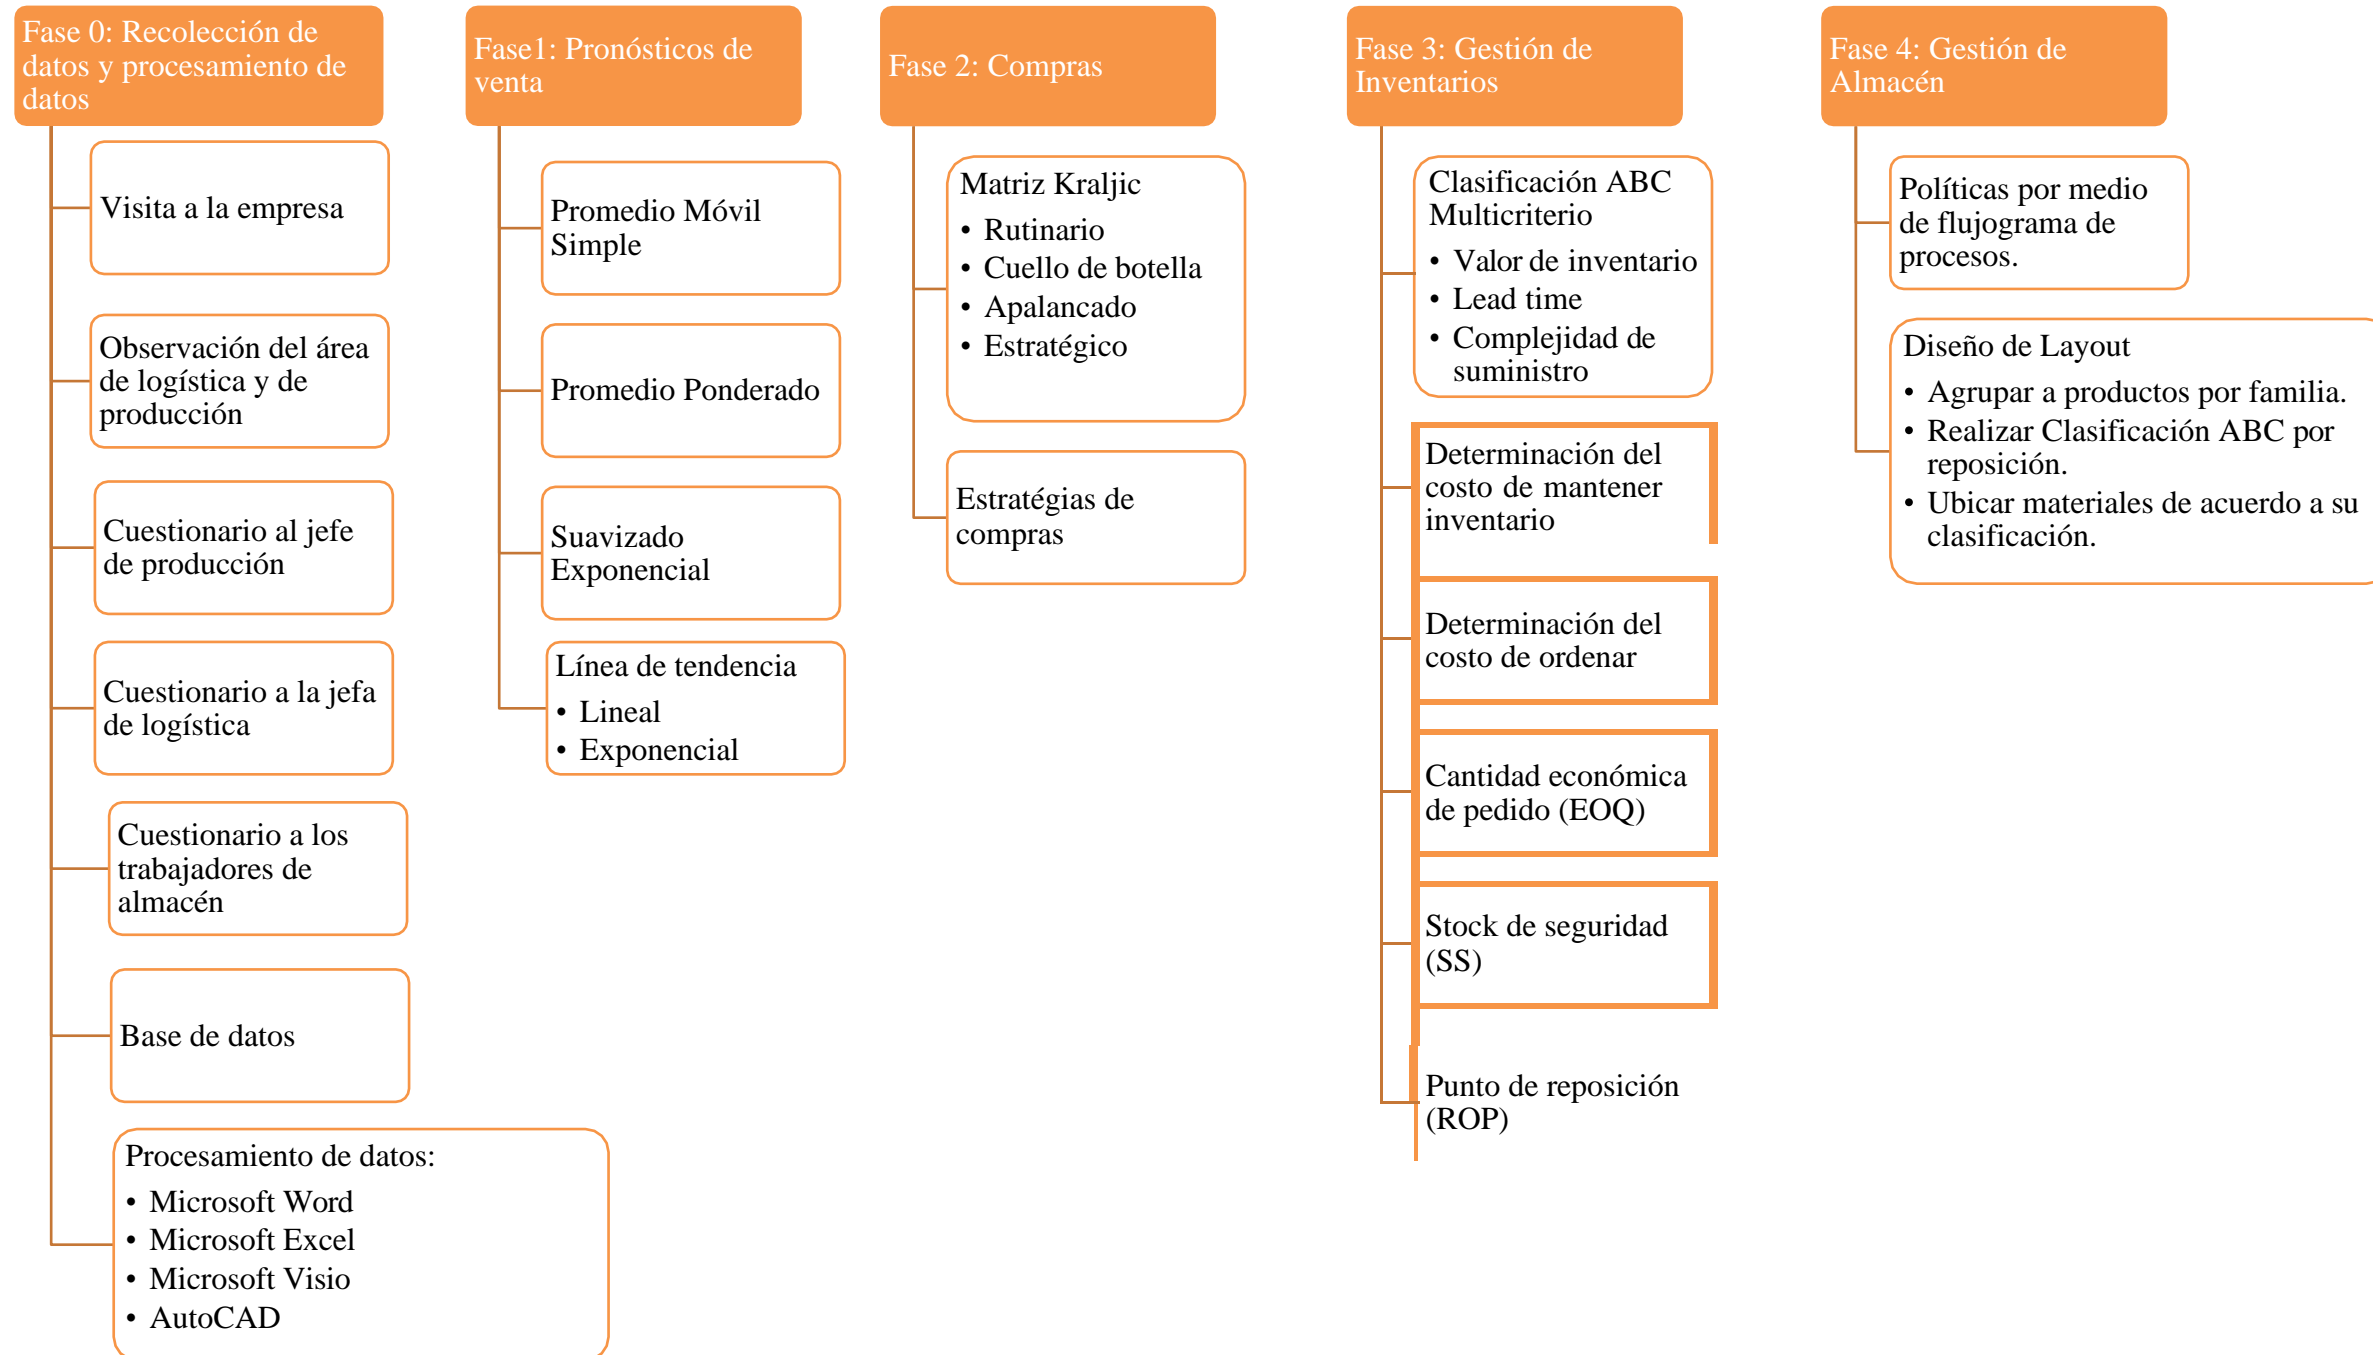 Fase 0: Recolección de
datos y procesamiento de
datos
Visita a la empresa
Observación del área
de logística y de
producción
Cuestionario al jefe
de producción
Cuestionario a la jefa
de logística
Cuestionario a los
trabajadores de
almacén
Base de datos
Procesamiento de datos:
• Microsoft Word
• Microsoft Excel
• Microsoft Visio
• AutoCAD
Fase1: Pronósticos de
venta
Promedio Móvil
Simple
Promedio Ponderado
Suavizado
Exponencial
Línea de tendencia
• Lineal
• Exponencial
Fase 2: Compras
Matriz Kraljic
• Rutinario
• Cuello de botella
• Apalancado
• Estratégico
Estratégias de
compras
Fase 3: Gestión de
Inventarios
Clasificación ABC
Multicriterio
• Valor de inventario
• Lead time
• Complejidad de
suministro
Determinación del
costo de mantener
inventario
Determinación del
costo de ordenar
Cantidad económica
de pedido (EOQ)
Stock de seguridad
(SS)
Punto de reposición
(ROP)
Fase 4: Gestión de
Almacén
Políticas por medio
de flujograma de
procesos.
Diseño de Layout
• Agrupar a productos por familia.
• Realizar Clasificación ABC por
reposición.
• Ubicar materiales de acuerdo a su
clasificación.